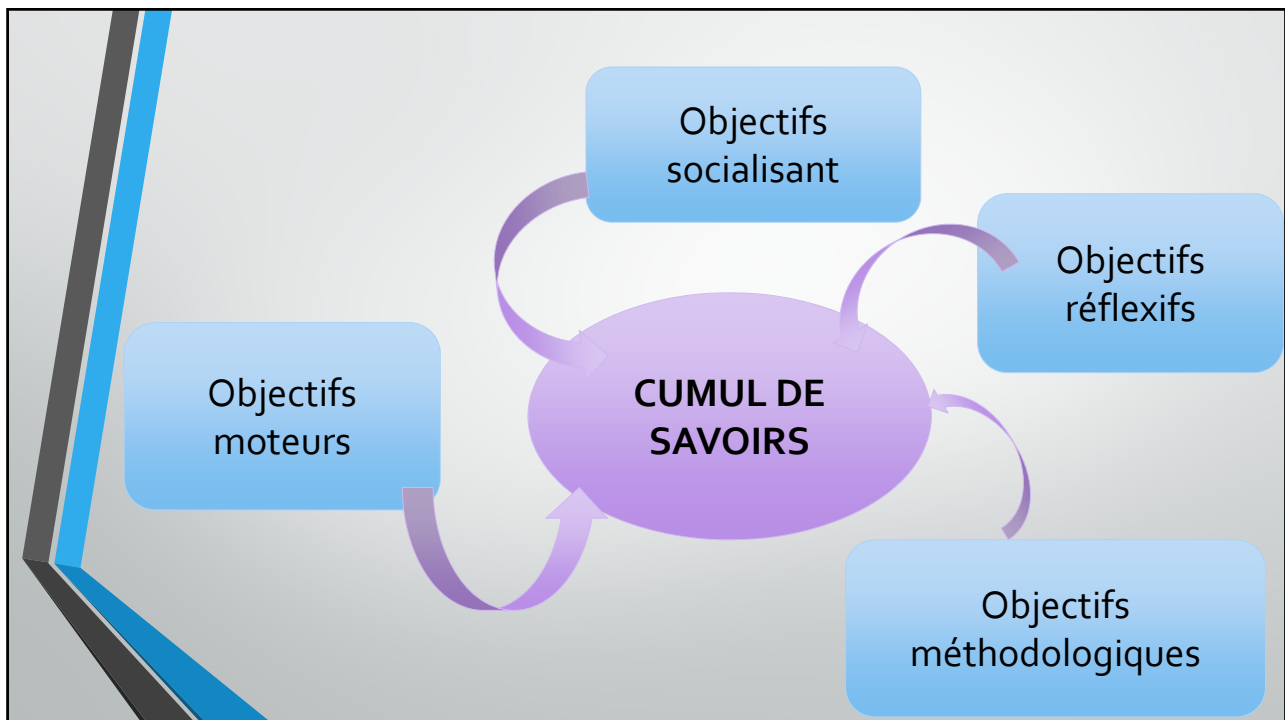 Objectifs
socialisant
Objectifs
réflexifs
Objectifs
moteurs
CUMUL DE
SAVOIRS
Objectifs
méthodologiques